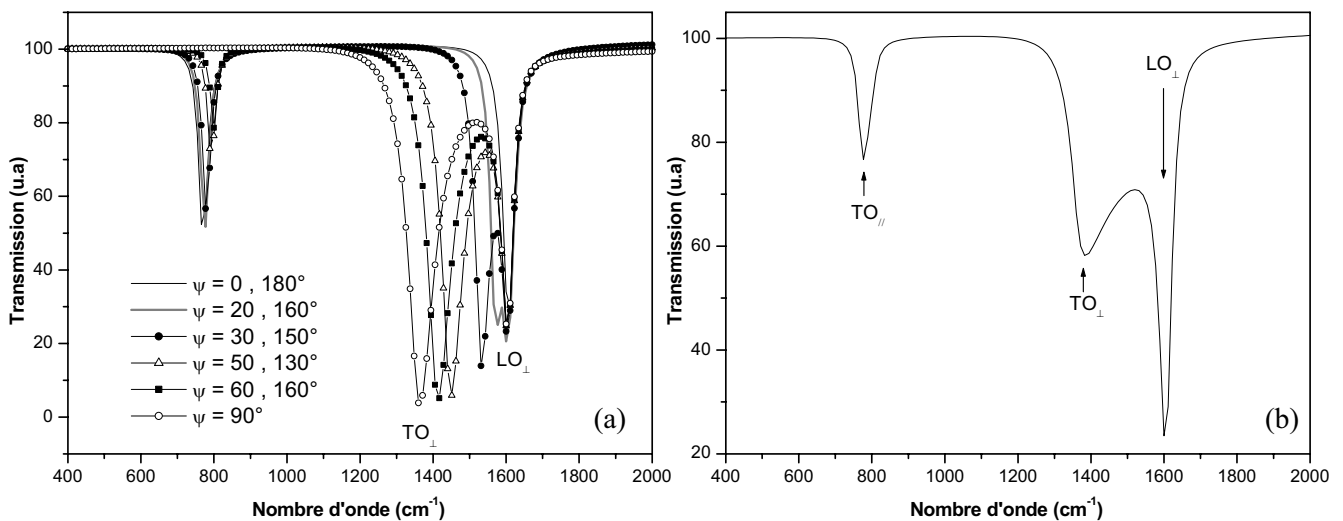 100
80
60
40
20
0
Transmission (u.a)
ψ = 0 , 180°
ψ = 20 , 160°
ψ = 30 , 150°
ψ = 50 , 130°
ψ = 60 , 160°
ψ = 90°
TO⊥
LO⊥
(a)
400 600 800 1000 1200 1400 1600 1800 2000
Nombre d'onde (cm⁻¹)
100
80
60
40
20
Transmission (u.a)
LO⊥
TO//
TO⊥
(b)
400 600 800 1000 1200 1400 1600 1800 2000
Nombre d'onde (cm⁻¹)